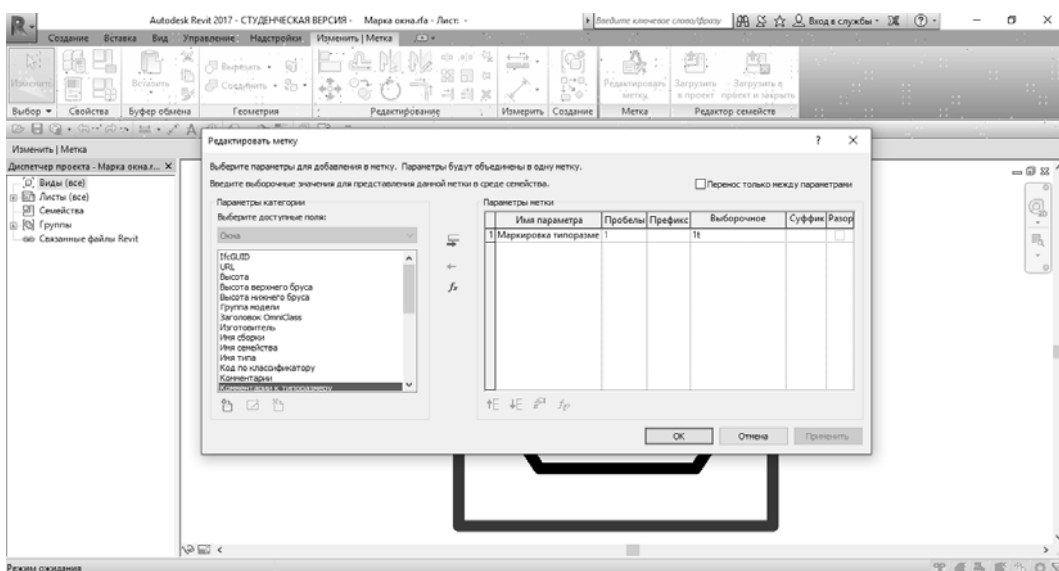 Autodesk Revit 2017 - СТУДЕНЧЕСКАЯ ВЕРСИЯ - Марка окна.rfa - Лист: -
Введите ключевое слово/фразу
Вход в службы
Создание Вставка Вид Управление Надстройки Изменить | Метка
Изменить
Вставить
Вырезать
Соединить
Редактировать метку
Загрузить в проект
Загрузить в проект и закрыть
Выбор Свойства Буфер обмена Геометрия Редактирование Измерить Создание Метка Редактор семейств
Изменить | Метка
Диспетчер проекта - Марка окна.r...
Виды (все)
Листы (все)
Семейства
Группы
Связанные файлы Revit
Редактировать метку
? X
Выберите параметры для добавления в метку. Параметры будут объединены в одну метку.
Введите выборочные значения для представления данной метки в среде семейства.
Перенос только между параметрами
Параметры категории
Выберите доступные поля:
Окна
IfcGUID
URL
Высота
Высота верхнего бруса
Высота нижнего бруса
Группа модели
Заголовок OmniClass
Изготовитель
Имя сборки
Имя семейства
Имя типа
Код по классификатору
Комментарии
Комментарии к типоразмеру
Параметры метки
Имя параметра Пробелы Префикс Выборочное Суффик Разор
1 Маркировка типоразме 1 1t
OK Отмена Применить
Режим ожидания